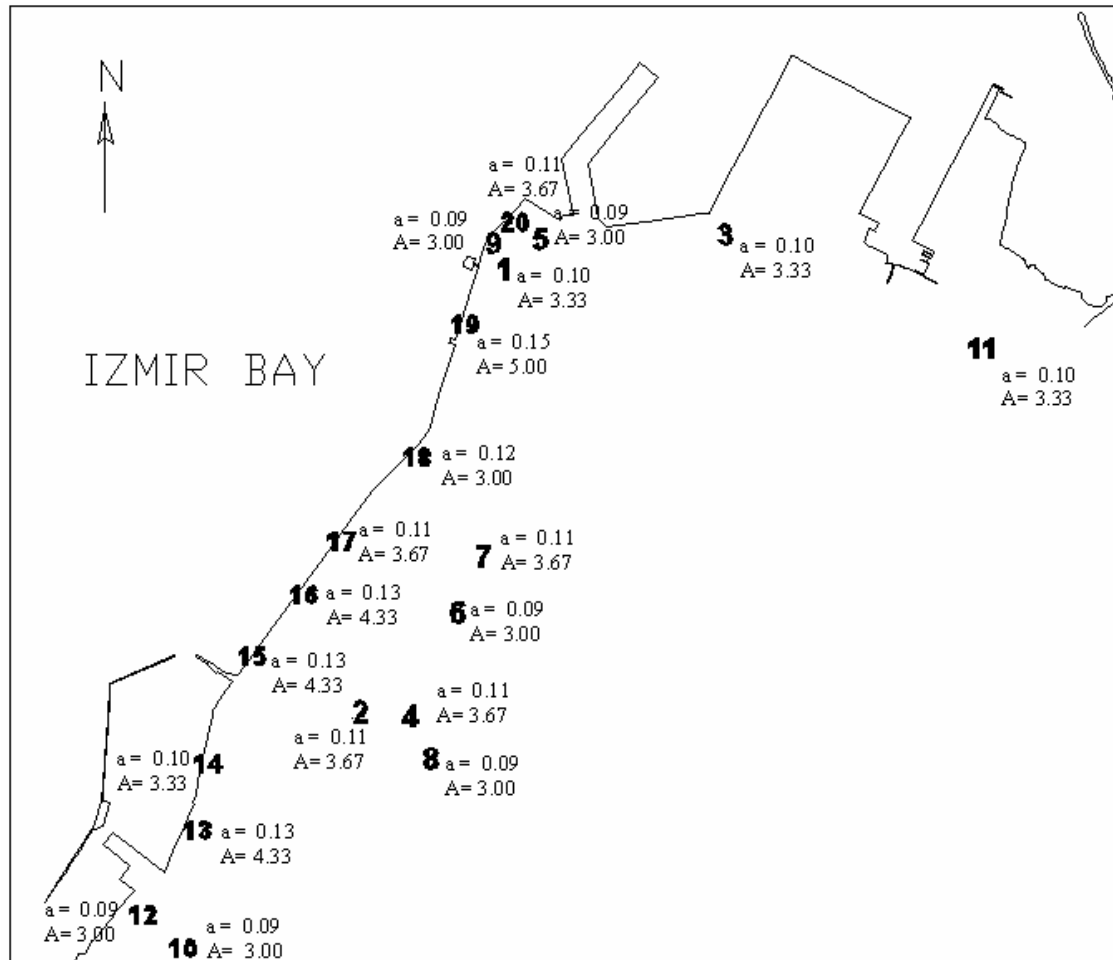 N
a = 0.11
A= 3.67
20
a = 0.09
A= 3.00
9
5
a = 0.09
A= 3.00
3
a = 0.10
A= 3.33
1
a = 0.10
A= 3.33
19
a = 0.15
A= 5.00
IZMIR BAY
11
a = 0.10
A= 3.33
18
a = 0.12
A= 3.00
17
a = 0.11
A= 3.67
7
a = 0.11
A= 3.67
16
a = 0.13
A= 4.33
6
a = 0.09
A= 3.00
15
a = 0.13
A= 4.33
2
a = 0.11
A= 3.67
4
a = 0.11
A= 3.67
8
a = 0.09
A= 3.00
14
a = 0.10
A= 3.33
13
a = 0.13
A= 4.33
12
a = 0.09
A= 3.00
10
a = 0.09
A= 3.00